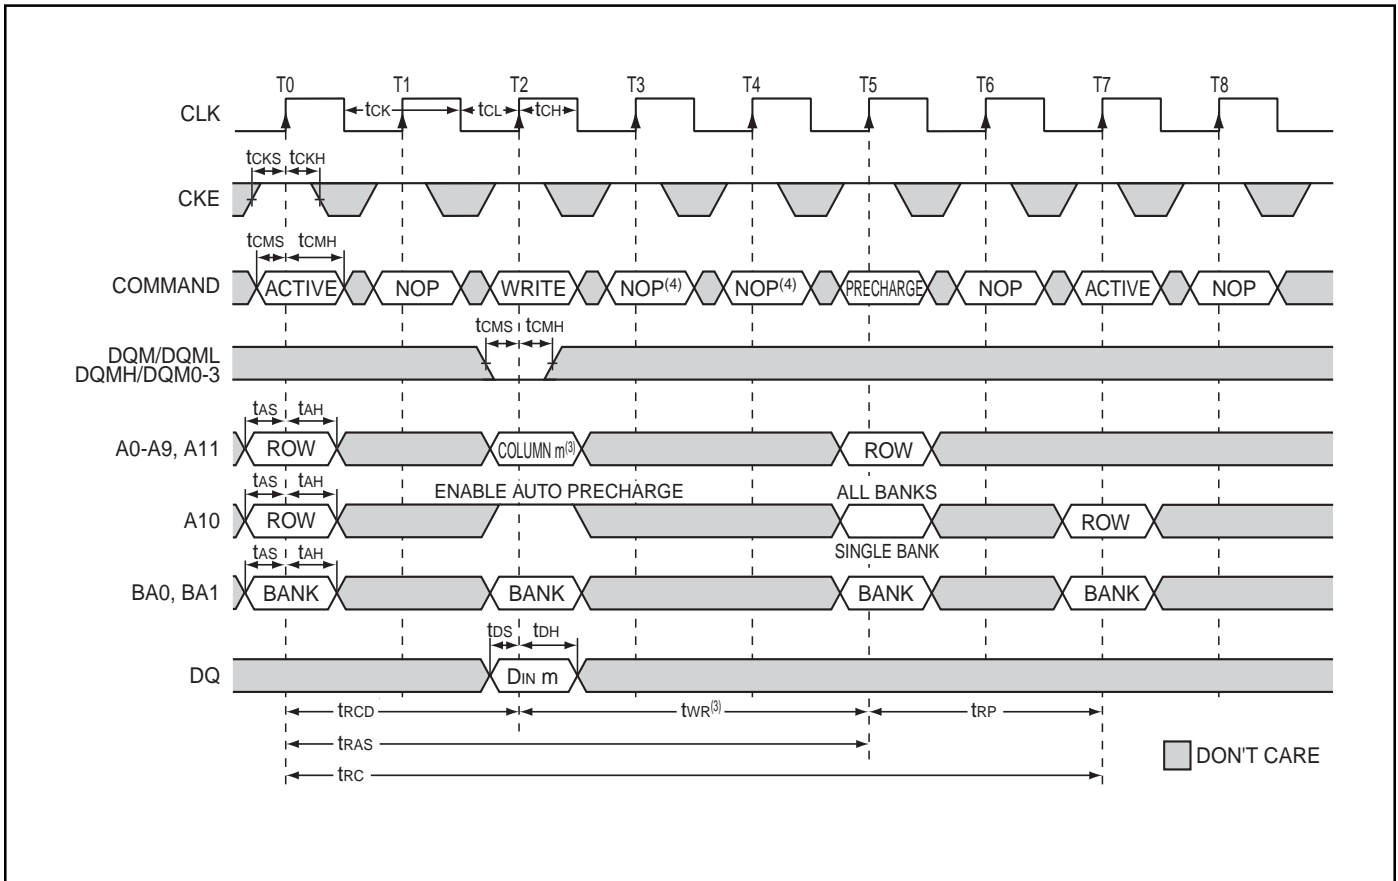 T0 T1 T2 T3 T4 T5 T6 T7 T8
CLK tCK tCL tCH
tCKS tCKH
CKE
tCMS tCMH
COMMAND ACTIVE NOP WRITE NOP(4) NOP(4) PRECHARGE NOP ACTIVE NOP
tCMS tCMH
DQM/DQML
DQMH/DQM0-3
tAS tAH
A0-A9, A11 ROW COLUMN m(3) ROW
tAS tAH ENABLE AUTO PRECHARGE ALL BANKS
A10 ROW ROW
tAS tAH SINGLE BANK
BA0, BA1 BANK BANK BANK BANK
tDS tDH
DQ DIN m
tRCD tWR(3) tRP
tRAS
DON'T CARE
tRC